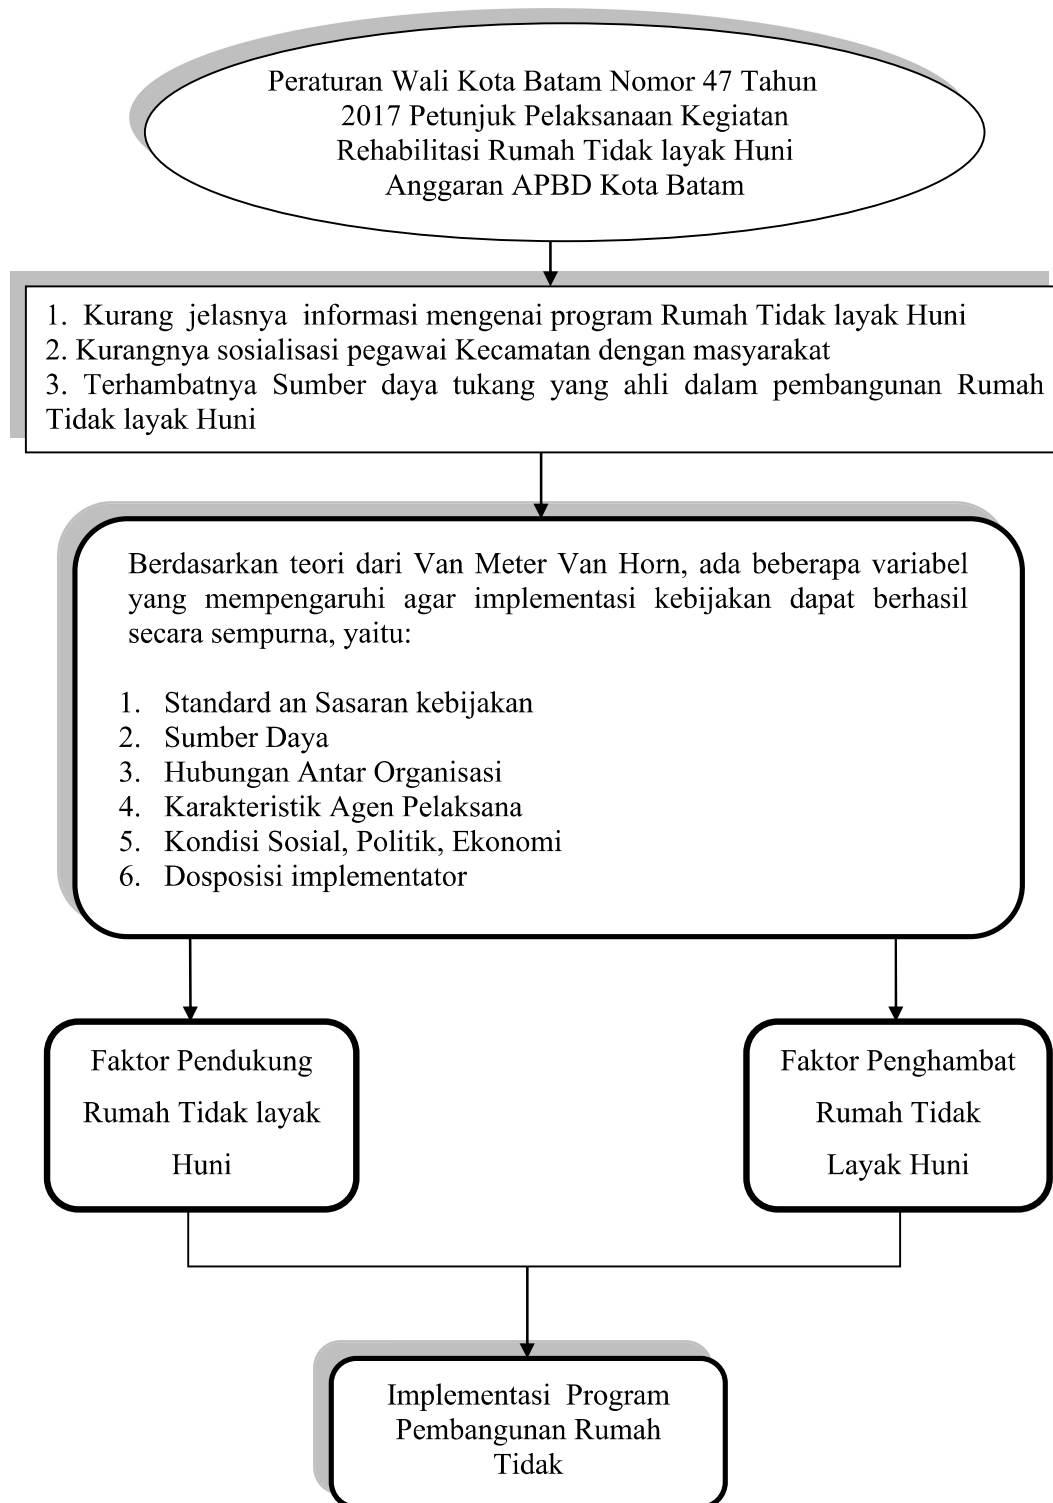 Peraturan Wali Kota Batam Nomor 47 Tahun
2017 Petunjuk Pelaksanaan Kegiatan
Rehabilitasi Rumah Tidak layak Huni
Anggaran APBD Kota Batam
1. Kurang jelasnya informasi mengenai program Rumah Tidak layak Huni
2. Kurangnya sosialisasi pegawai Kecamatan dengan masyarakat
3. Terhambatnya Sumber daya tukang yang ahli dalam pembangunan Rumah
Tidak layak Huni
Berdasarkan teori dari Van Meter Van Horn, ada beberapa variabel
yang mempengaruhi agar implementasi kebijakan dapat berhasil
secara sempurna, yaitu:
1. Standard an Sasaran kebijakan
2. Sumber Daya
3. Hubungan Antar Organisasi
4. Karakteristik Agen Pelaksana
5. Kondisi Sosial, Politik, Ekonomi
6. Dosposisi implementator
Faktor Pendukung
Rumah Tidak layak
Huni
Faktor Penghambat
Rumah Tidak
Layak Huni
Implementasi Program
Pembangunan Rumah
Tidak